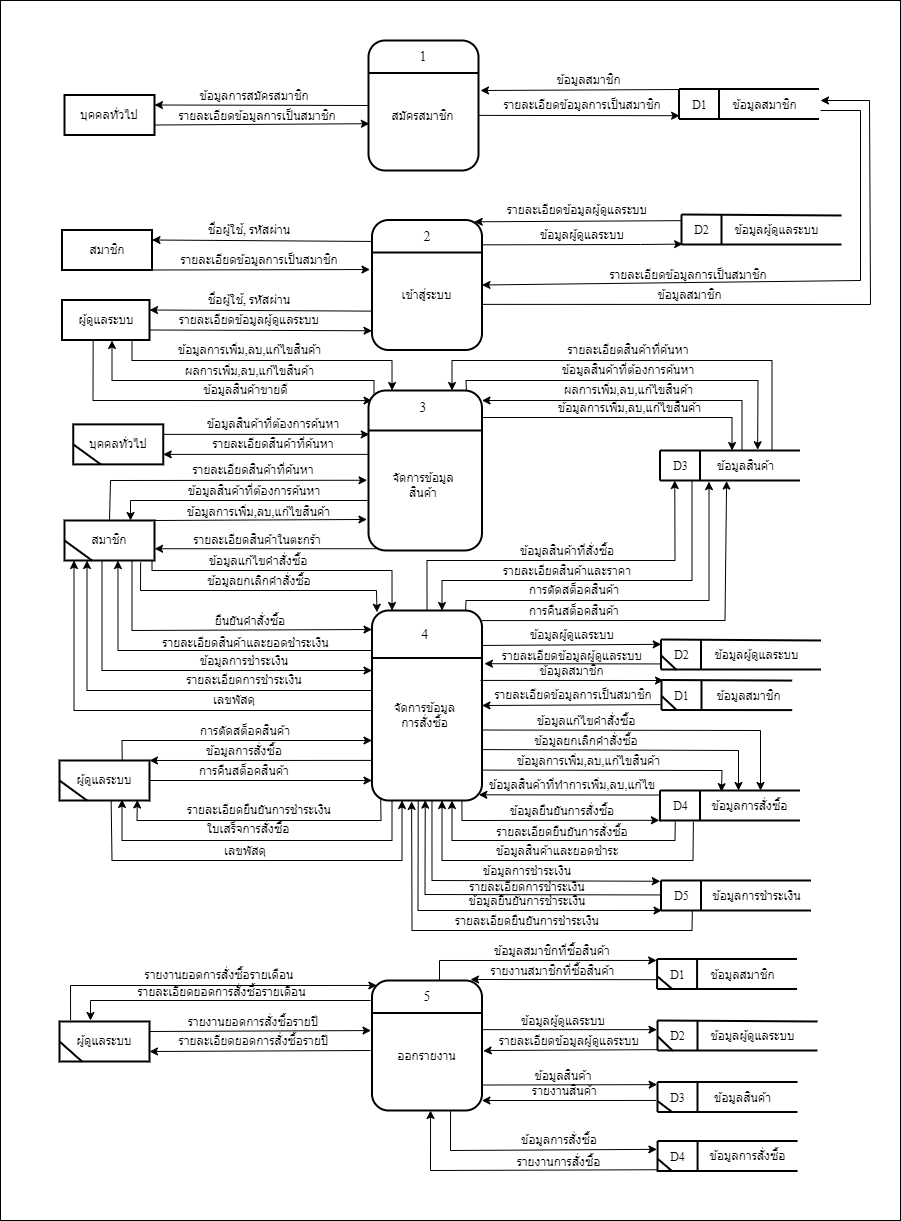 1
ข้อมูลสมาชิก
ข้อมูลการสมัครสมาชิก
รายละเอียดข้อมูลการเป็นสมาชิก
D1
ข้อมูลสมาชิก
บุคคลทั่วไป
รายละเอียดข้อมูลการเป็นสมาชิก
สมัครสมาชิก
รายละเอียดข้อมูลผู้ดูแลระบบ
ชื่อผู้ใช้, รหัสผ่าน
2
ข้อมูลผู้ดูแลระบบ
D2
ข้อมูลผู้ดูแลระบบ
สมาชิก
รายละเอียดข้อมูลการเป็นสมาชิก
รายละเอียดข้อมูลการเป็นสมาชิก
เข้าสู่ระบบ
ข้อมูลสมาชิก
ชื่อผู้ใช้, รหัสผ่าน
ผู้ดูแลระบบ
รายละเอียดข้อมูลผู้ดูแลระบบ
ข้อมูลการเพิ่ม,ลบ,แก้ไขสินค้า
รายละเอียดสินค้าที่ค้นหา
ผลการเพิ่ม,ลบ,แก้ไขสินค้า
ข้อมูลสินค้าที่ต้องการค้นหา
ข้อมูลสินค้าขายดี
ผลการเพิ่ม,ลบ,แก้ไขสินค้า
3
ข้อมูลการเพิ่ม,ลบ,แก้ไขสินค้า
ข้อมูลสินค้าที่ต้องการค้นหา
บุคคลทั่วไป
รายละเอียดสินค้าที่ค้นหา
D3
ข้อมูลสินค้า
รายละเอียดสินค้าที่ค้นหา
จัดการข้อมูล
สินค้า
ข้อมูลสินค้าที่ต้องการค้นหา
ข้อมูลการเพิ่ม,ลบ,แก้ไขสินค้า
สมาชิก
รายละเอียดสินค้าในตะกร้า
ข้อมูลสินค้าที่สั่งซื้อ
ข้อมูลแก้ไขคำสั่งซื้อ
รายละเอียดสินค้าและราคา
ข้อมูลยกเลิกคำสั่งซื้อ
การตัดสต็อคสินค้า
การคืนสต็อคสินค้า
ยืนยันคำสั่งซื้อ
4
ข้อมูลผู้ดูแลระบบ
รายละเอียดสินค้าและยอดชำระเงิน
รายละเอียดข้อมูลผู้ดูแลระบบ
D2
ข้อมูลผู้ดูแลระบบ
ข้อมูลการชำระเงิน
ข้อมูลสมาชิก
รายละเอียดการชำระเงิน
รายละเอียดข้อมูลการเป็นสมาชิก
D1
ข้อมูลสมาชิก
เลขพัสดุ
จัดการข้อมูล
การสั่งซื้อ
ข้อมูลแก้ไขคำสั่งซื้อ
การตัดสต็อคสินค้า
ข้อมูลยกเลิกคำสั่งซื้อ
ข้อมูลการสั่งซื้อ
ข้อมูลการเพิ่ม,ลบ,แก้ไขสินค้า
ผู้ดูแลระบบ
การคืนสต็อคสินค้า
ข้อมูลสินค้าที่ทำการเพิ่ม,ลบ,แก้ไข
D4
ข้อมูลการสั่งซื้อ
รายละเอียดยืนยันการชำระเงิน
ข้อมูลยืนยันการสั่งซื้อ
ใบเสร็จการสั่งซื้อ
รายละเอียดยืนยันการสั่งซื้อ
เลขพัสดุ
ข้อมูลสินค้าและยอดชำระ
ข้อมูลการชำระเงิน
รายละเอียดการชำระเงิน
D5
ข้อมูลการชำระเงิน
ข้อมูลยืนยันการชำระเงิน
รายละเอียดยืนยันการชำระเงิน
ข้อมูลสมาชิกที่ซื้อสินค้า
รายงานยอดการสั่งซื้อรายเดือน
รายงานสมาชิกที่ซื้อสินค้า
D1
ข้อมูลสมาชิก
รายละเอียดยอดการสั่งซื้อรายเดือน
5
รายงานยอดการสั่งซื้อรายปี
ข้อมูลผู้ดูแลระบบ
ผู้ดูแลระบบ
รายละเอียดยอดการสั่งซื้อรายปี
รายละเอียดข้อมูลผู้ดูแลระบบ
D2
ข้อมูลผู้ดูแลระบบ
ออกรายงาน
ข้อมูลสินค้า
รายงานสินค้า
D3
ข้อมูลสินค้า
ข้อมูลการสั่งซื้อ
รายงานการสั่งซื้อ
D4
ข้อมูลการสั่งซื้อ